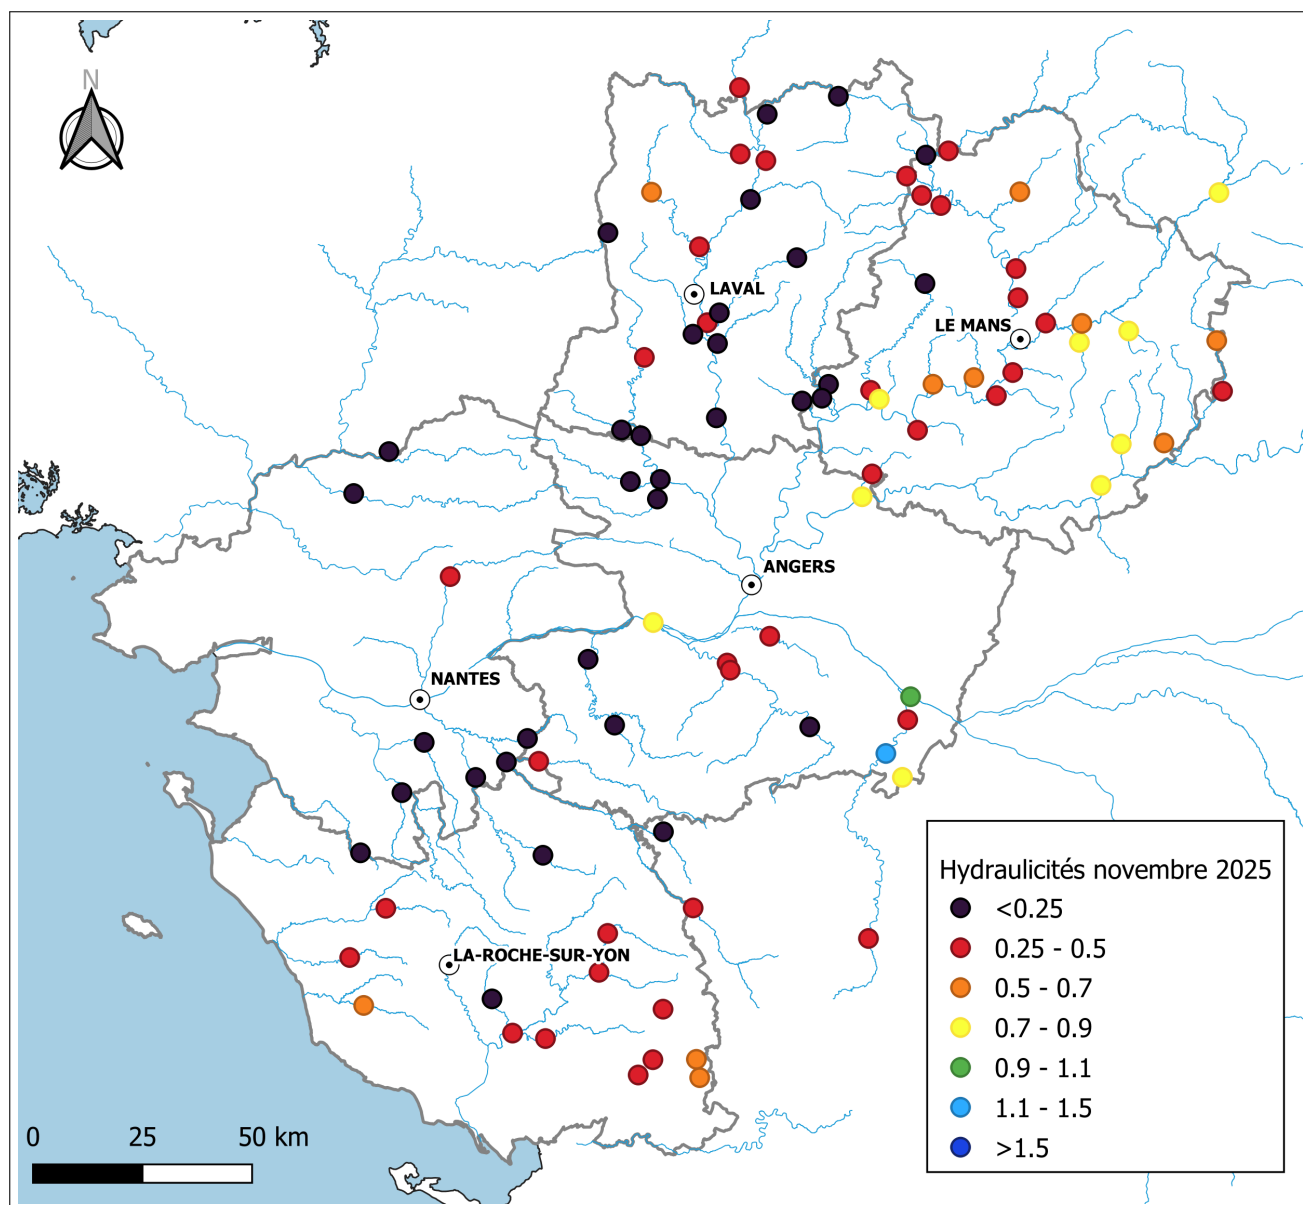 N
LAVAL
LE MANS
ANGERS
NANTES
LA-ROCHE-SUR-YON
Hydraulicités novembre 2025
<0.25
0.25 - 0.5
0.5 - 0.7
0.7 - 0.9
0.9 - 1.1
1.1 - 1.5
>1.5
0 25 50 km